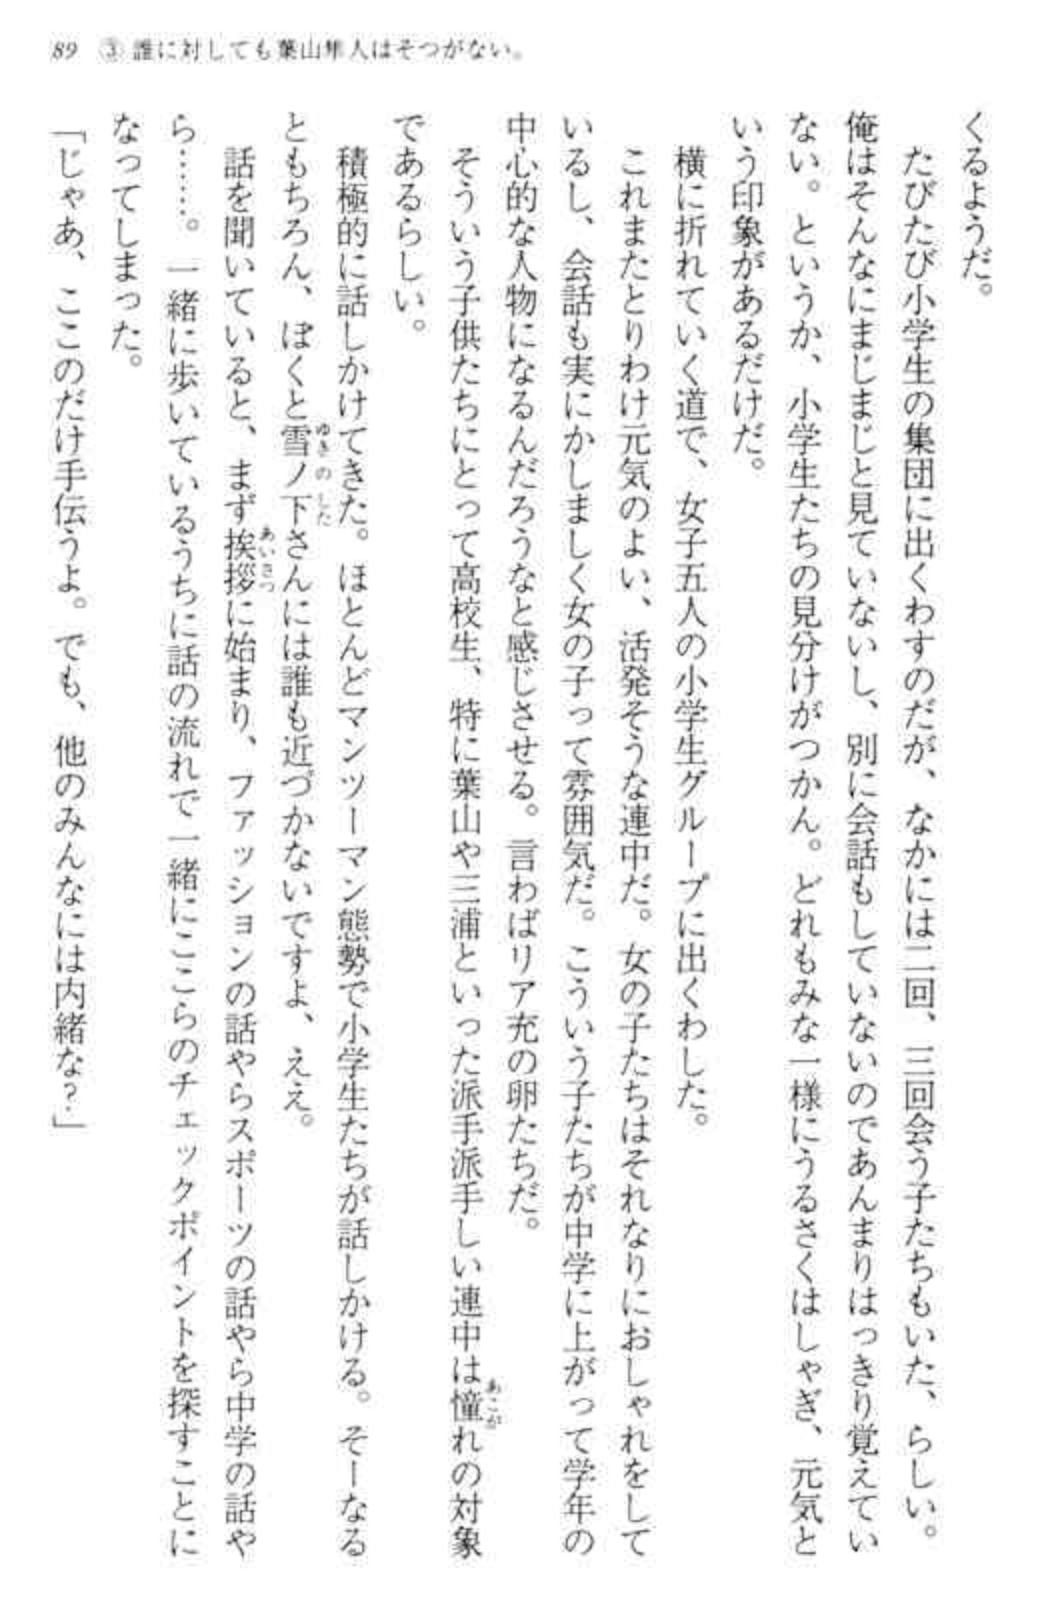 89 ③ 誰に対しても葉山隼人はそつがない。
くるようだ。
たびたび小学生の集団に出くわすのだが、なかには二回、三回会う子たちもいた、らしい。
俺はそんなにまじまじと見ていないし、別に会話もしていないのであんまりはっきり覚えてい
ない。というか、小学生たちの見分けがつかん。どれもみな一様にうるさくはしゃぎ、元気と
いう印象があるだけだ。
横に折れていく道で、女子五人の小学生グループに出くわした。
これまたとりわけ元気のよい、活発そうな連中だ。女の子たちはそれなりにおしゃれをして
いるし、会話も実にかしましく女の子って雰囲気だ。こういう子たちが中学に上がって学年の
中心的な人物になるんだろうなと感じさせる。言わばリア充の卵たちだ。
そういう子供たちにとって高校生、特に葉山や三浦といった派手派手しい連中は憧れの対象
であるらしい。
積極的に話しかけてきた。ほとんどマンツーマン態勢で小学生たちが話しかける。そーなる
ともちろん、ぼくと雪ノ下さんには誰も近づかないですよ、ええ。
話を聞いていると、まず挨拶に始まり、ファッションの話やらスポーツの話やら中学の話や
ら……。一緒に歩いているうちに話の流れで一緒にここらのチェックポイントを探すことに
なってしまった。
「じゃあ、ここのだけ手伝うよ。でも、他のみんなには内緒な?」